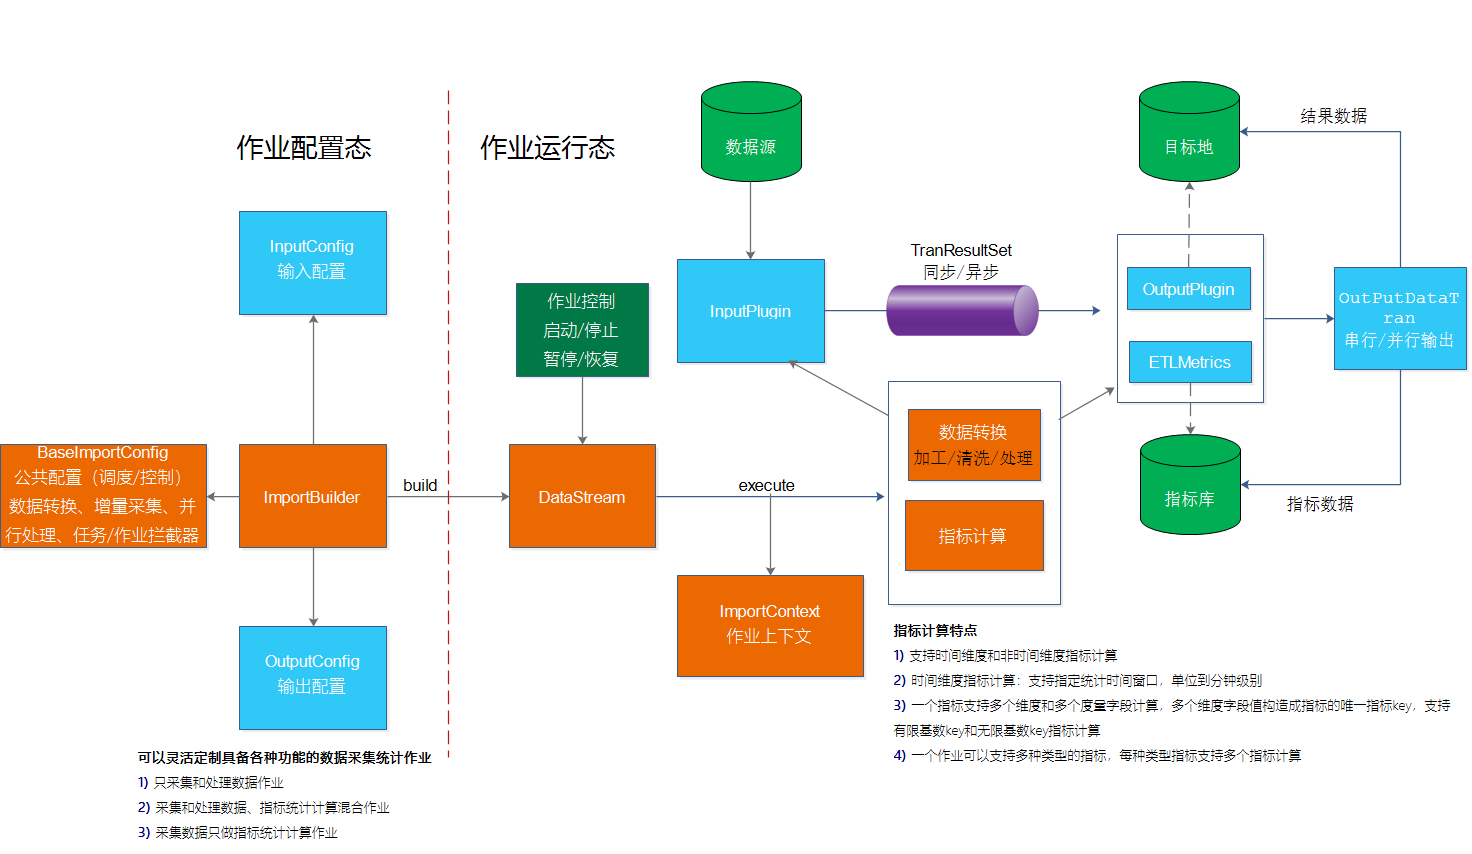 作业配置态
作业运行态
数据源
目标地
结果数据
InputConfig
输入配置
作业控制
启动/停止
暂停/恢复
InputPlugin
TranResultSet
同步/异步
OutputPlugin
ETLMetrics
OutPutDataT
ran
串行/并行输出
BaseImportConfig
公共配置（调度/控制）
数据转换、增量采集、并
行处理、任务/作业拦截器
ImportBuilder
build
DataStream
execute
数据转换
加工/清洗/处理
指标计算
指标库
指标数据
ImportContext
作业上下文
OutputConfig
输出配置
指标计算特点
1) 支持时间维度和非时间维度指标计算
2) 时间维度指标计算：支持指定统计时间窗口，单位到分钟级别
3) 一个指标支持多个维度和多个度量字段计算，多个维度字段值构造成指标的唯一指标key，支持
有限基数key和无限基数key指标计算
4) 一个作业可以支持多种类型的指标，每种类型指标支持多个指标计算
可以灵活定制具备各种功能的数据采集统计作业
1) 只采集和处理数据作业
2) 采集和处理数据、指标统计计算混合作业
3) 采集数据只做指标统计计算作业